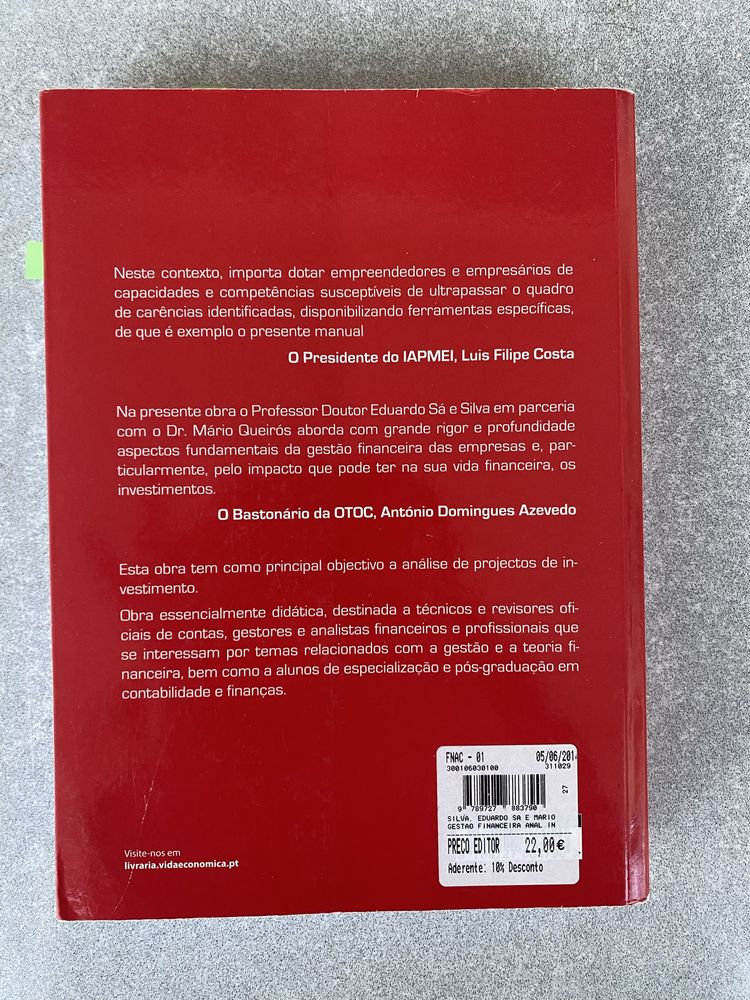 Neste contexto, importa dotar empreendedores e empresários de
capacidades e competências susceptíveis de ultrapassar o quadro
de carências identificadas, disponibilizando ferramentas específicas,
de que é exemplo o presente manual
O Presidente do IAPMEI, Luis Filipe Costa
Na presente obra o Professor Doutor Eduardo Sá e Silva em parceria
com o Dr. Mário Queirós aborda com grande rigor e profundidade
aspectos fundamentais da gestão financeira das empresas e, par-
ticularmente, pelo impacto que pode ter na sua vida financeira, os
investimentos.
O Bastonário da OTOC, António Domingues Azevedo
Esta obra tem como principal objectivo a análise de projectos de in-
vestimento.
Obra essencialmente didática, destinada a técnicos e revisores ofi-
ciais de contas, gestores e analistas financeiros e profissionais que
se interessam por temas relacionados com a gestão e a teoria fi-
nanceira, bem como a alunos de especialização e pós-graduação em
contabilidade e finanças.
FNAC - 01 05/06/201
300106030100 311029
27
9 789727 883790
SILVA, EDUARDO SA E MARIO
GESTAO FINANCEIRA ANAL IN
PRECO EDITOR 22,00€
Aderente: 10% Desconto
Visite-nos em
livraria.vidaeconomica.pt